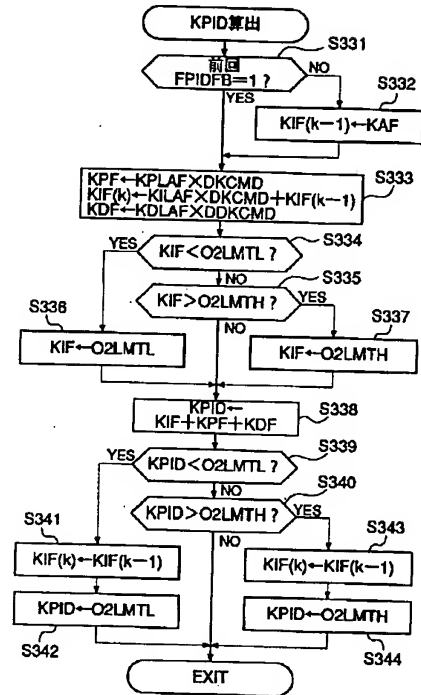 KPID算出
S331
前回
FPIDFB=1?
NO
YES
S332
KIF(k-1)←KAF
S333
KPF←KPLAF×DKCMD
KIF(k)←KILAF×DKCMD+KIF(k-1)
KDF←KDLAF×DDKCMD
S334
YES
KIF<O2LMTL?
NO
S335
S336
KIF>O2LMTH?
YES
S337
NO
KIF←O2LMTL
KIF←O2LMTH
S338
KPID←
KIF+KPF+KDF
S339
YES
KPID<O2LMTL?
NO
S340
S341
KPID>O2LMTH?
YES
S343
NO
KIF(k)←KIF(k-1)
KIF(k)←KIF(k-1)
KPID←O2LMTL
KPID←O2LMTH
S342
S344
EXIT